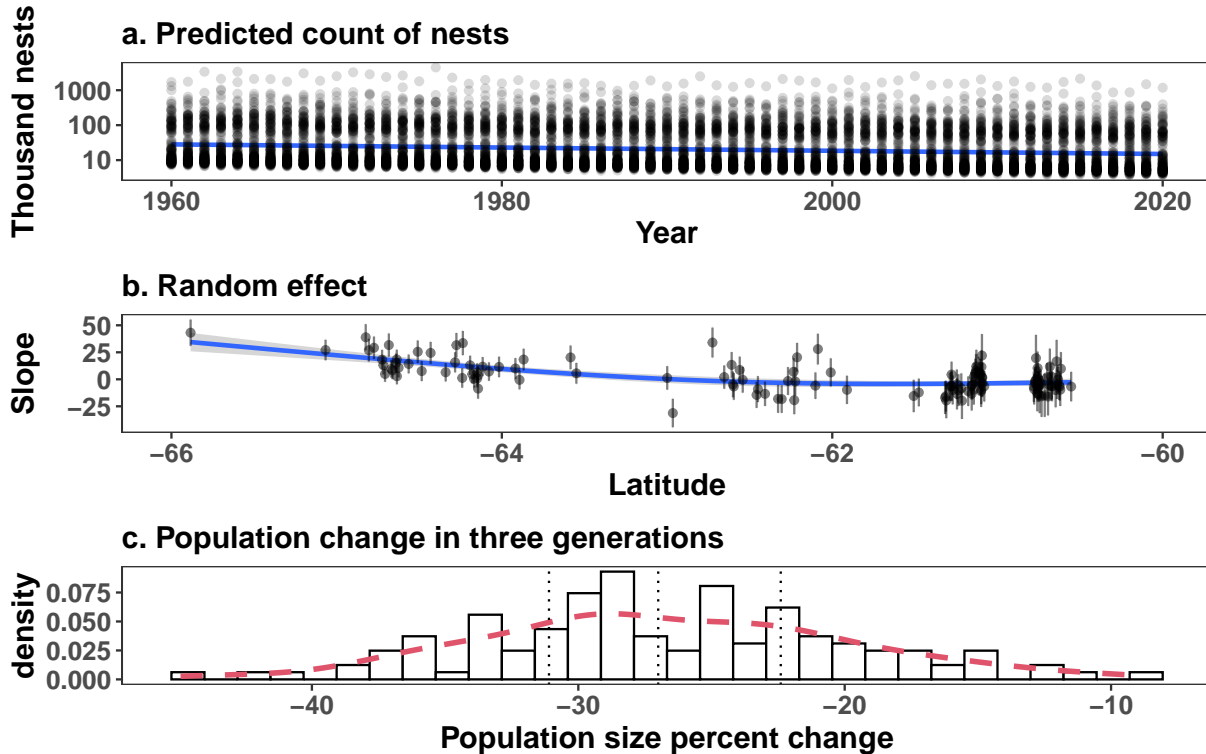 a. Predicted count of nests
Thousand nests
1000
100
10
1960 1980 2000 2020
Year
b. Random effect
Slope
50
25
0
−25
−66 −64 −62 −60
Latitude
c. Population change in three generations
density
0.075
0.050
0.025
0.000
−40 −30 −20 −10
Population size percent change